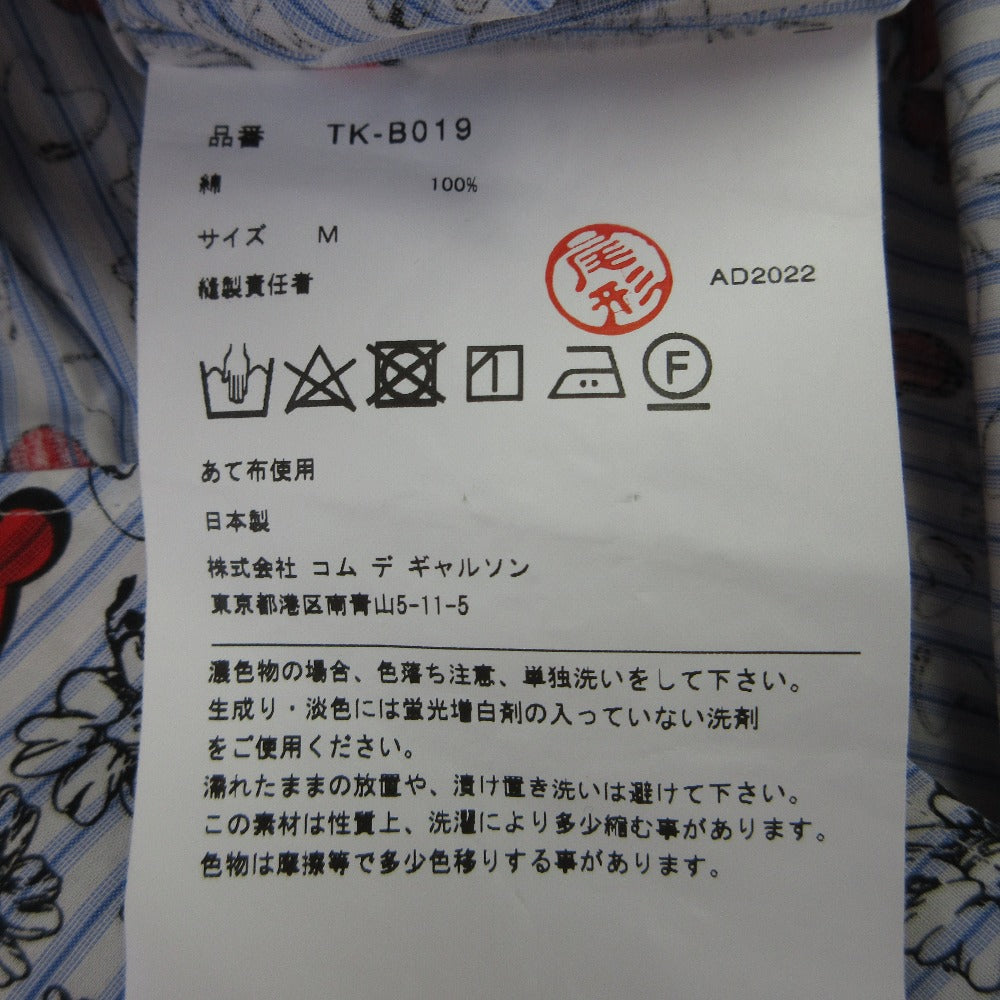 品番 TK-B019
綿 100%
サイズ M
縫製責任者 尾形 AD2022
F
あて布使用
日本製
株式会社 コム デ ギャルソン
東京都港区南青山5-11-5
濃色物の場合、色落ち注意、単独洗いをして下さい。
生成り・淡色には蛍光増白剤の入っていない洗剤
をご使用ください。
濡れたままの放置や、漬け置き洗いは避けて下さい。
この素材は性質上、洗濯により多少縮む事があります。
色物は摩擦等で多少色移りする事があります。